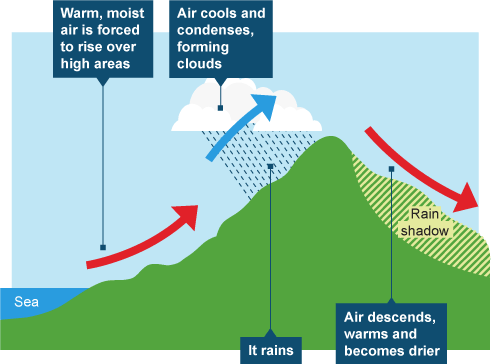 Warm, moist
air is forced
to rise over
high areas
Air cools and
condenses,
forming
clouds
Rain
shadow
Sea
It rains
Air descends,
warms and
becomes drier